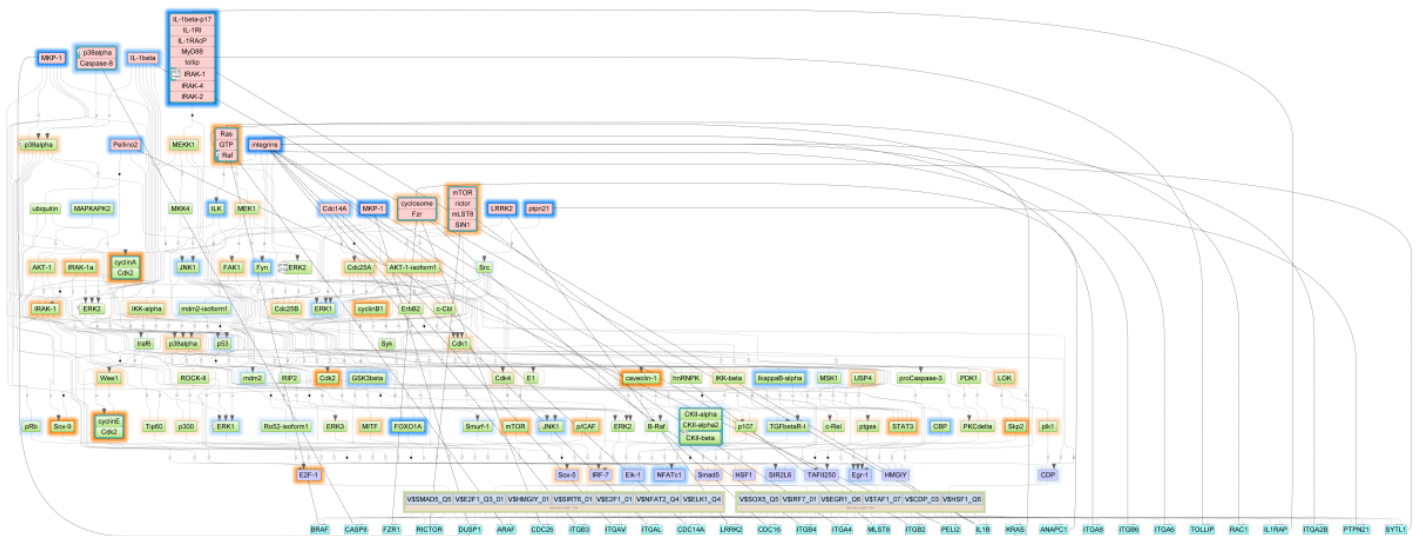 IL-1beta-p17
IL-1RI
IL-1RAcP
MyD88
tollip
IRAK-1
IRAK-4
IRAK-2
MKP-1
p38alpha
Caspase-8
IL-1beta
p38alpha
Pellino2
MEKK1
Ras
GTP
Raf
integrins
ubiquitin
MAPKAPK2
MKK4
ILK
MEK1
Cdc14A
MKP-1
cyclosome
Fzr
mTOR
rictor
mLST8
SIN1
LRRK2
ptpn21
AKT-1
IRAK-1a
cyclinA
Cdk2
JNK1
FAK1
Fyn
ERK2
Cdc25A
AKT-1-isoform1
Src
IRAK-1
ERK2
IKK-alpha
mdm2-isoform1
Cdc25B
ERK1
cyclinB1
ErbB2
c-Cbl
traf6
p38alpha
p53
Syk
Cdk1
Wee1
ROCK-II
mdm2
RIP2
Cdk2
GSK3beta
Cdk4
E1
caveolin-1
hnRNPK
IKK-beta
IkappaB-alpha
MSK1
USP4
proCaspase-3
PDK1
LOK
pRb
Sox-9
cyclinE
Cdk2
Tip60
p300
ERK1
Ro52-isoform1
ERK3
MITF
FOXO1A
Smurf-1
mTOR
JNK1
p/CAF
ERK2
B-Raf
CKII-alpha
CKII-alpha2
CKII-beta
p107
TGFbetaR-I
c-Rel
ptges
STAT3
CBP
PKCdelta
Skp2
plk1
E2F-1
Sox-5
IRF-7
Elk-1
NFATc1
Smad5
HSF1
SIR2L6
TAFII250
Egr-1
HMGIY
CDP
V$SMAD5_Q5 V$E2F1_Q3_01 V$HMGIY_01 V$SIRT6_01 V$E2F1_01 V$NFAT2_Q4 V$ELK1_Q4
V$SOX5_Q5 V$IRF7_01 V$EGR1_Q6 V$TAF1_07 V$CDP_03 V$HSF1_Q6
BRAF CASP8 FZR1 RICTOR DUSP1 ARAF CDC26 ITGB3 ITGAV ITGAL CDC14A LRRK2 CDC16 ITGB4 ITGA4 MLST8 ITGB2 PELI2 IL1B KRAS ANAPC1 ITGA8 ITGB6 ITGA6 TOLLIP RAC1 IL1RAP ITGA2B PTPN21 SYTL1